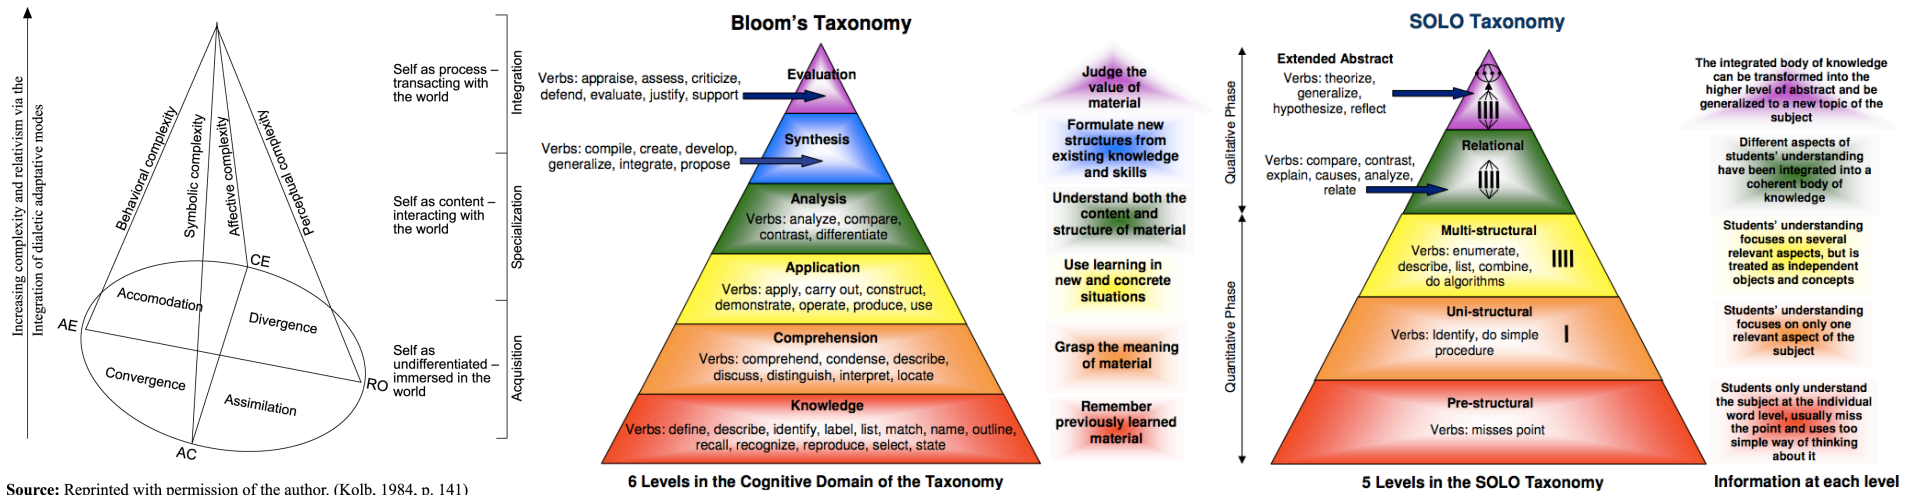 Increasing complexity and relativism via the
Integration of dialetic adaptative modes
Behavioral complexity
Symbolic complexity
Affective complexity
Perceptual complexity
CE
AE
RO
AC
Accomodation
Divergence
Convergence
Assimilation
Self as process –
transacting with
the world
Self as content –
interacting with
the world
Self as
undifferentiated –
immersed in the
world
Integration
Specialization
Acquisition
Source: Reprinted with permission of the author. (Kolb, 1984, p. 141)
Bloom's Taxonomy
Evaluation
Verbs: appraise, assess, criticize,
defend, evaluate, justify, support
Synthesis
Verbs: compile, create, develop,
generalize, integrate, propose
Analysis
Verbs: analyze, compare,
contrast, differentiate
Application
Verbs: apply, carry out, construct,
demonstrate, operate, produce, use
Comprehension
Verbs: comprehend, condense, describe,
discuss, distinguish, interpret, locate
Knowledge
Verbs: define, describe, identify, label, list, match, name, outline,
recall, recognize, reproduce, select, state
6 Levels in the Cognitive Domain of the Taxonomy
Judge the
value of
material
Formulate new
structures from
existing knowledge
and skills
Understand both the
content and
structure of material
Use learning in
new and concrete
situations
Grasp the meaning
of material
Remember
previously learned
material
SOLO Taxonomy
Qualitative Phase
Quantitative Phase
Extended Abstract
Verbs: theorize,
generalize,
hypothesize, reflect
Relational
Verbs: compare, contrast,
explain, causes, analyze,
relate
Multi-structural
Verbs: enumerate,
describe, list, combine,
do algorithms
Uni-structural
Verbs: Identify, do simple
procedure
Pre-structural
Verbs: misses point
5 Levels in the SOLO Taxonomy
The integrated body of knowledge
can be transformed into the
higher level of abstract and be
generalized to a new topic of the
subject
Different aspects of
students' understanding
have been integrated into a
coherent body of
knowledge
Students' understanding
focuses on several
relevant aspects, but is
treated as independent
objects and concepts
Students' understanding
focuses on only one
relevant aspect of the
subject
Students only understand
the subject at the individual
word level, usually miss
the point and uses too
simple way of thinking
about it
Information at each level